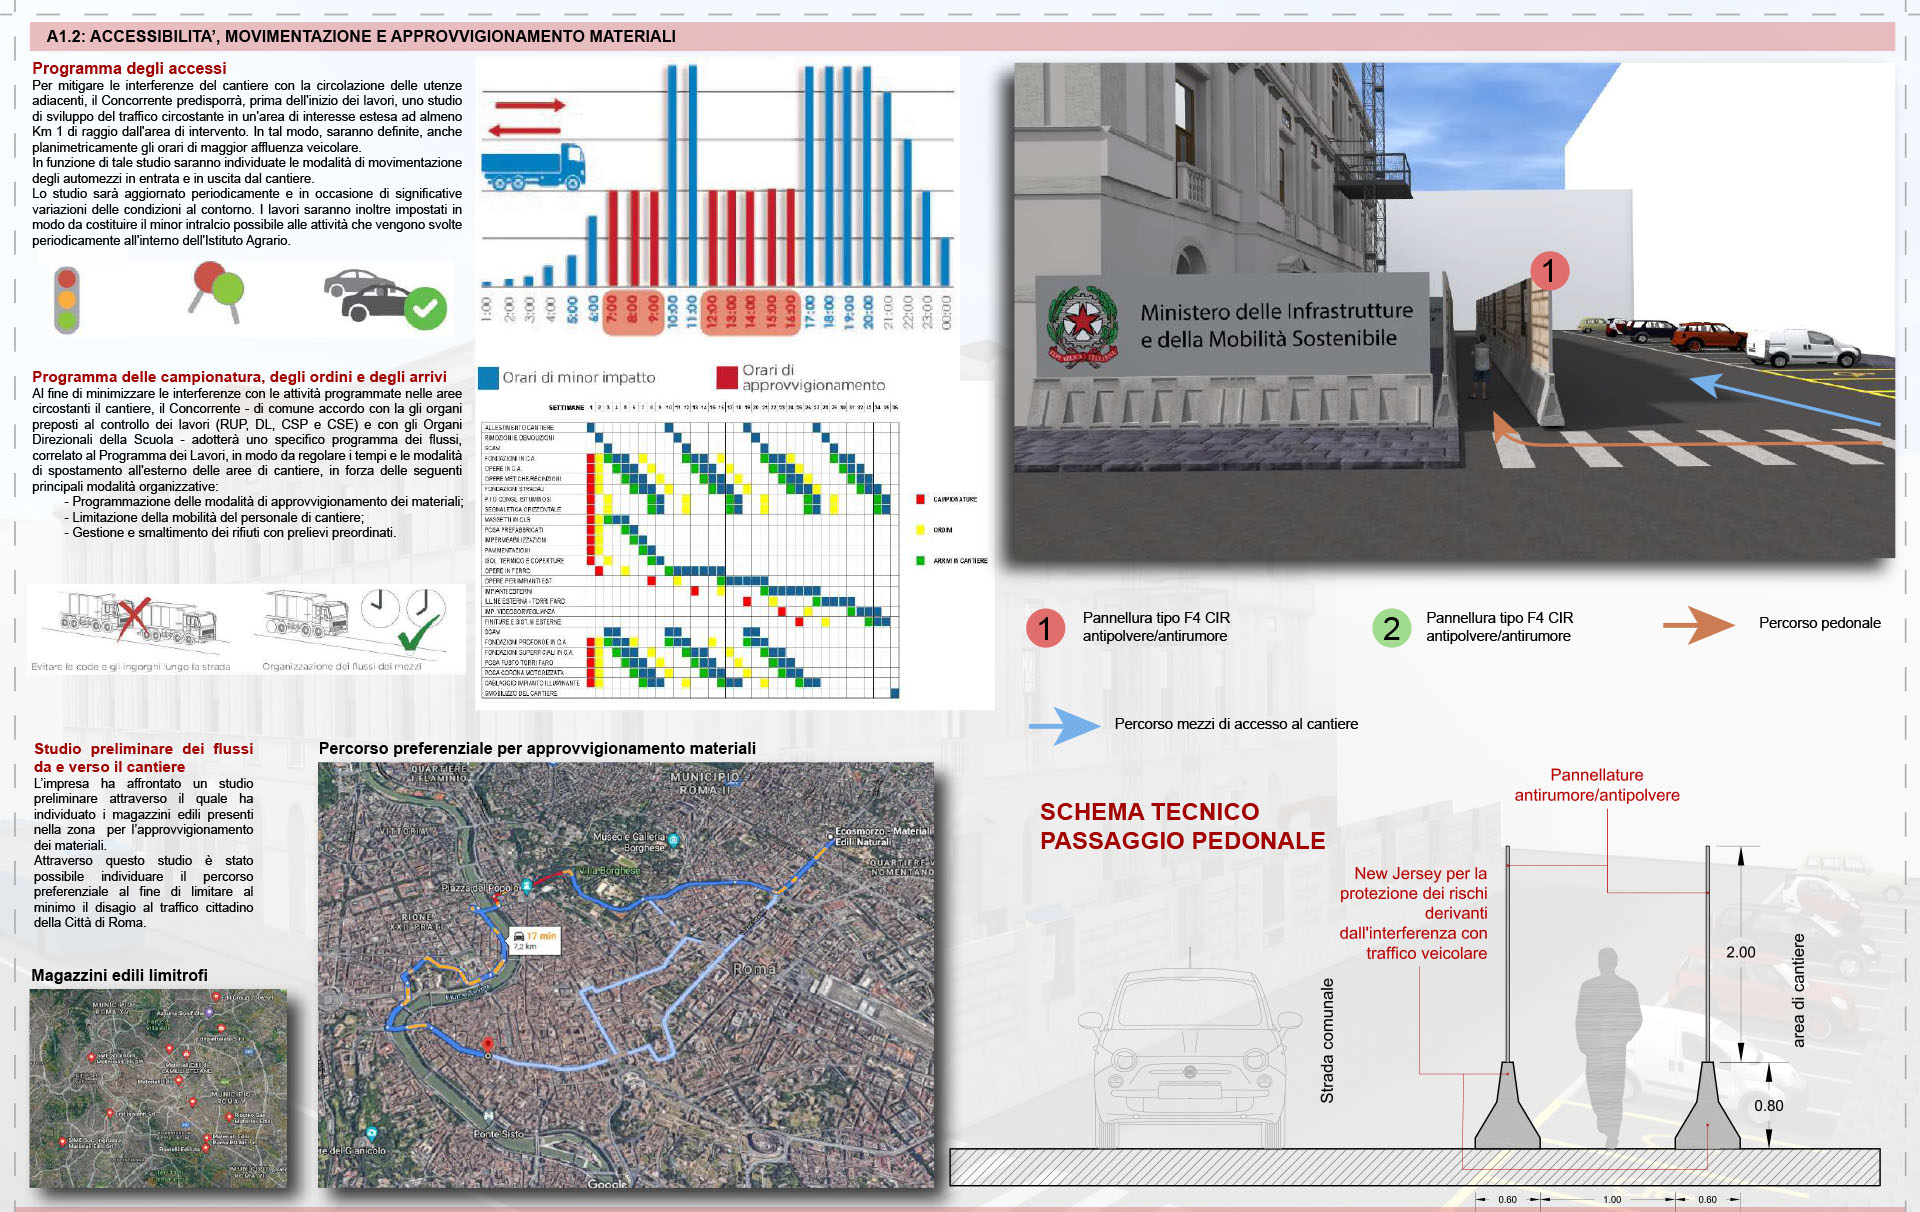 A1.2: ACCESSIBILITA', MOVIMENTAZIONE E APPROVVIGIONAMENTO MATERIALI
Programma degli accessi
Per mitigare le interferenze del cantiere con la circolazione delle utenze
adiacenti, il Concorrente predisporrà, prima dell'inizio dei lavori, uno studio
di sviluppo del traffico circostante in un'area di interesse estesa ad almeno
Km 1 di raggio dall'area di intervento. In tal modo, saranno definite, anche
planimetricamente gli orari di maggior affluenza veicolare.
In funzione di tale studio saranno individuate le modalità di movimentazione
degli automezzi in entrata e in uscita dal cantiere.
Lo studio sarà aggiornato periodicamente e in occasione di significative
variazioni delle condizioni al contorno. I lavori saranno inoltre impostati in
modo da costituire il minor intralcio possibile alle attività che vengono svolte
periodicamente all'interno dell'Istituto Agrario.
Programma delle campionatura, degli ordini e degli arrivi
Al fine di minimizzare le interferenze con le attività programmate nelle aree
circostanti il cantiere, il Concorrente - di comune accordo con la gli organi
preposti al controllo dei lavori (RUP, DL, CSP e CSE) e con gli Organi
Direzionali della Scuola - adotterà uno specifico programma dei flussi,
correlato al Programma dei Lavori, in modo da regolare i tempi e le modalità
di spostamento all'esterno delle aree di cantiere, in forza delle seguenti
principali modalità organizzative:
- Programmazione delle modalità di approvvigionamento dei materiali;
- Limitazione della mobilità del personale di cantiere;
- Gestione e smaltimento dei rifiuti con prelievi preordinati.
Evitare le code e gli ingorghi lungo la strada
Organizzazione dei flussi dei mezzi
1:00 2:00 3:00 4:00 5:00 6:00 7:00 8:00 9:00 10:00 11:00 12:00 13:00 14:00 15:00 16:00 17:00 18:00 19:00 20:00 21:00 22:00 23:00 00:00
Orari di minor impatto
Orari di
approvvigionamento
SETTIMANE
ALLESTIMENTO CANTIERE
RIMOZIONI E DEMOLIZIONI
SCAVI
FONDAZIONI IN C.A.
OPERE IN C.A.
FONDAZIONI STRADALI
SEGNALETICA ORIZZONTALE
MASSETTI IN CLS
POSA PREFABBRICATI
IMPERMEABILIZZAZIONI
PAVIMENTAZIONI
ISOL. TERMICO E COPERTURE
OPERE IN FERRO
OPERE PER IMPIANTI EST.
IMPIANTI ESTERNI
ILL.NE ESTERNA - TORRI FARO
IMP. VIDEOSORVEGLIANZA
FINITURE E SIST.NI ESTERNE
SCAVI
FONDAZIONI PROFONDE IN C.A.
FONDAZIONI SUPERFICIALI IN C.A.
POSA FUSTO TORRI FARO
POSA CORONA MOTORIZZATA
CABLAGGIO IMPIANTO ILLUMINANTE
SMOBILIZZO DEL CANTIERE
CAMPIONATURE
ORDINI
ARRIVI IN CANTIERE
Ministero delle Infrastrutture
e della Mobilità Sostenibile
1
1
Pannellura tipo F4 CIR
antipolvere/antirumore
2
Pannellura tipo F4 CIR
antipolvere/antirumore
Percorso pedonale
Percorso mezzi di accesso al cantiere
Studio preliminare dei flussi
da e verso il cantiere
L'impresa ha affrontato un studio
preliminare attraverso il quale ha
individuato i magazzini edili presenti
nella zona per l'approvvigionamento
dei materiali.
Attraverso questo studio è stato
possibile individuare il percorso
preferenziale al fine di limitare al
minimo il disagio al traffico cittadino
della Città di Roma.
Magazzini edili limitrofi
Percorso preferenziale per approvvigionamento materiali
QUARTIERE
I FLAMINIO
MUNICIPIO
ROMA II
VITTORIA
Museo e Galleria
Borghese
Ecosmorzo - Materiali
Edili Naturali
QUARTIERE V
NOMENTANO
Villa Borghese
Piazza del Popolo
RIONE
XXII PRATI
17 min
7,2 km
Roma
Ponte Sisto
re del Gianicolo
Google
SCHEMA TECNICO
PASSAGGIO PEDONALE
Pannellature
antirumore/antipolvere
New Jersey per la
protezione dei rischi
derivanti
dall'interferenza con
traffico veicolare
Strada comunale
area di cantiere
2.00
0.80
0.60
1.00
0.60